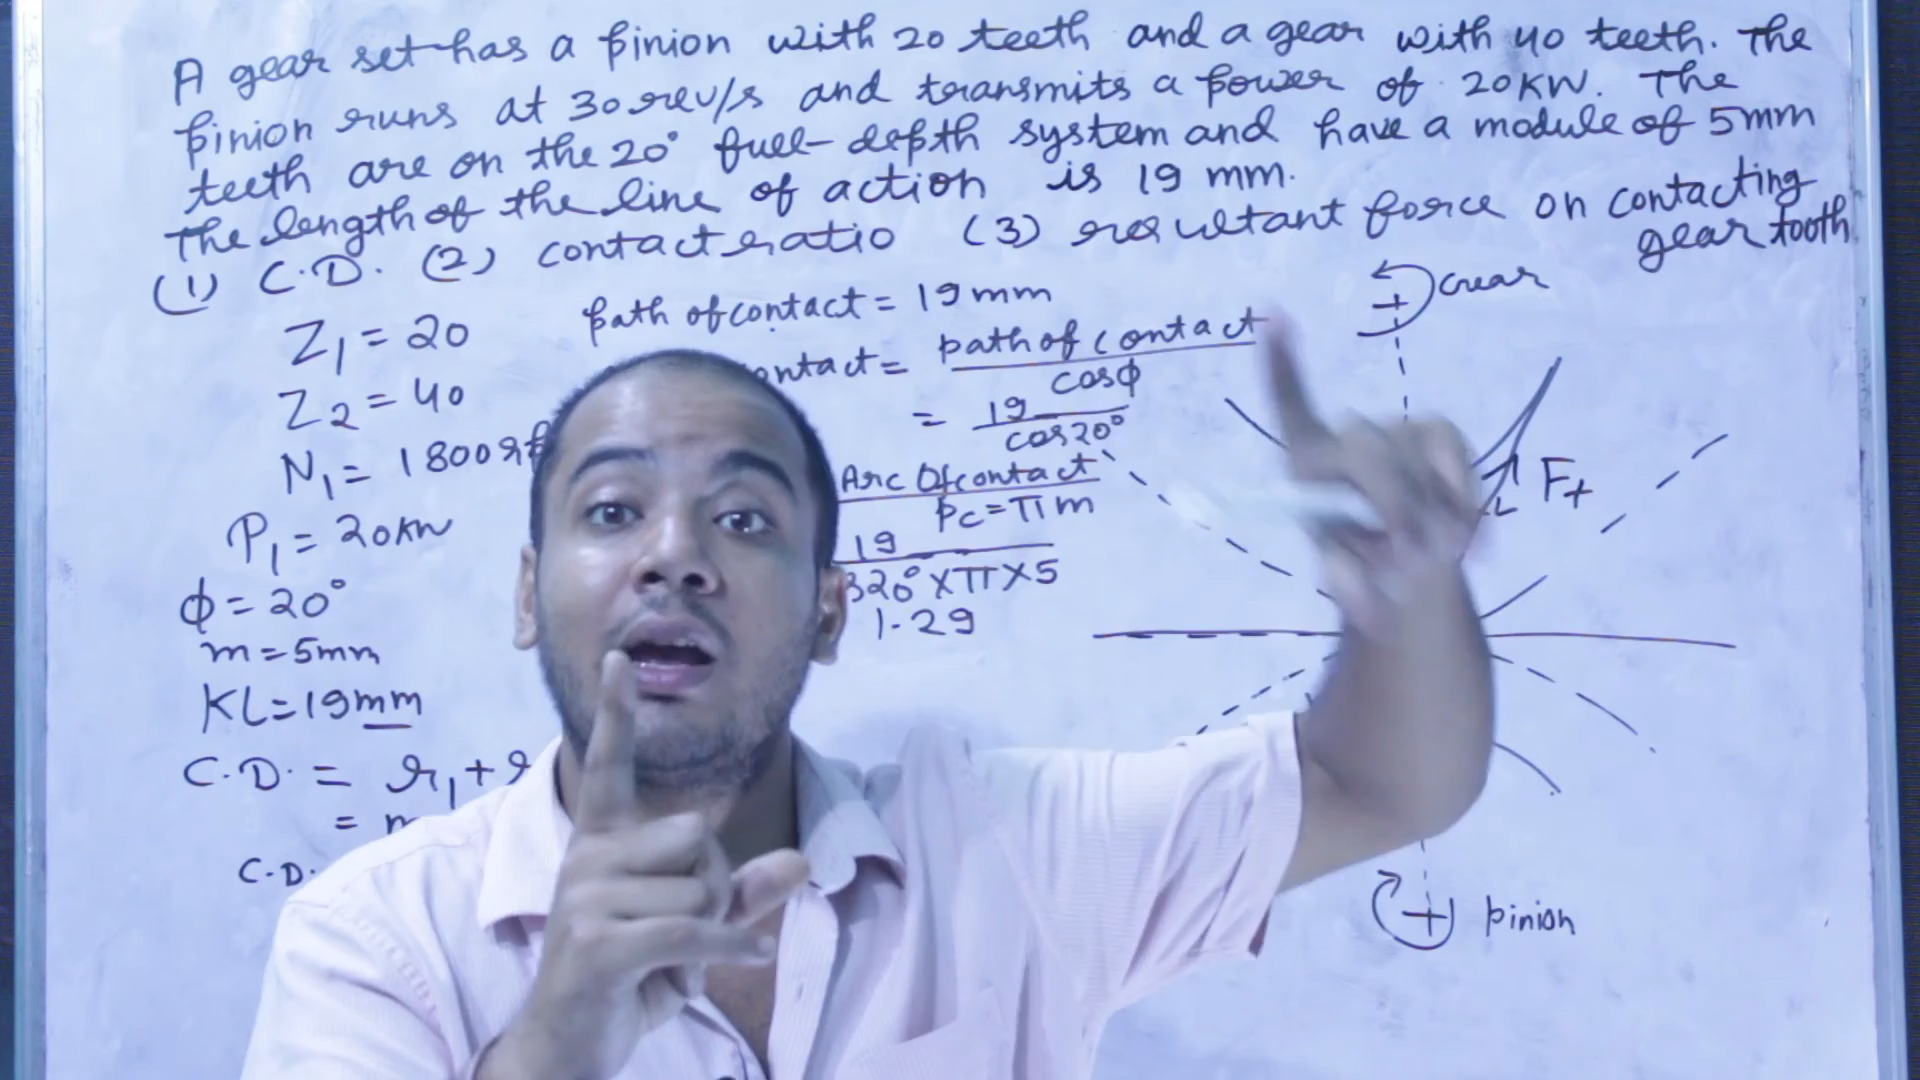 A gear set has a pinion with 20 teeth and a gear with 40 teeth. The
pinion runs at 30 rev/s and transmits a power of 20KW. The
teeth are on the 20° full-depth system and have a module of 5mm
The length of the line of action is 19 mm.
(1) C.D. (2) contact ratio (3) resultant force on contacting
gear tooth
Z1 = 20
Z2 = 40
N1 = 1800
P1 = 20KW
ϕ = 20°
m = 5mm
KL = 19mm
C.D. = r1 +
=
C.D.
Path of contact = 19mm
ontact = path of contact
cosϕ
= 19
cos20°
Arc Of contact
Pc = πm
19
20° X π X 5
1.29
Gear
Ft
pinion